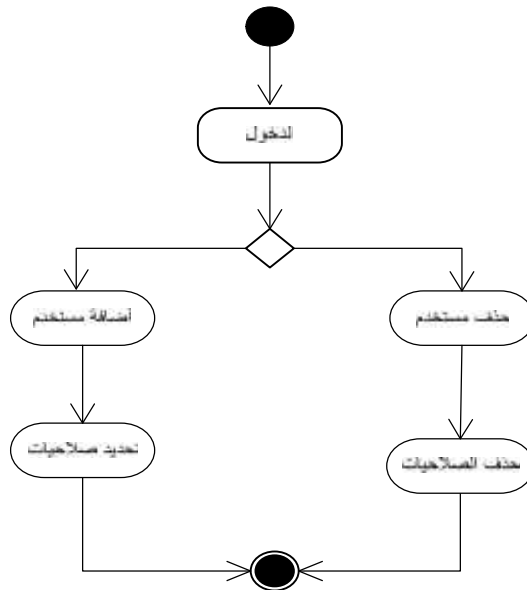 الدخول
أضافة مستخدم
حذف مستخدم
تحديد صلاحيات
حذف الصلاحيات